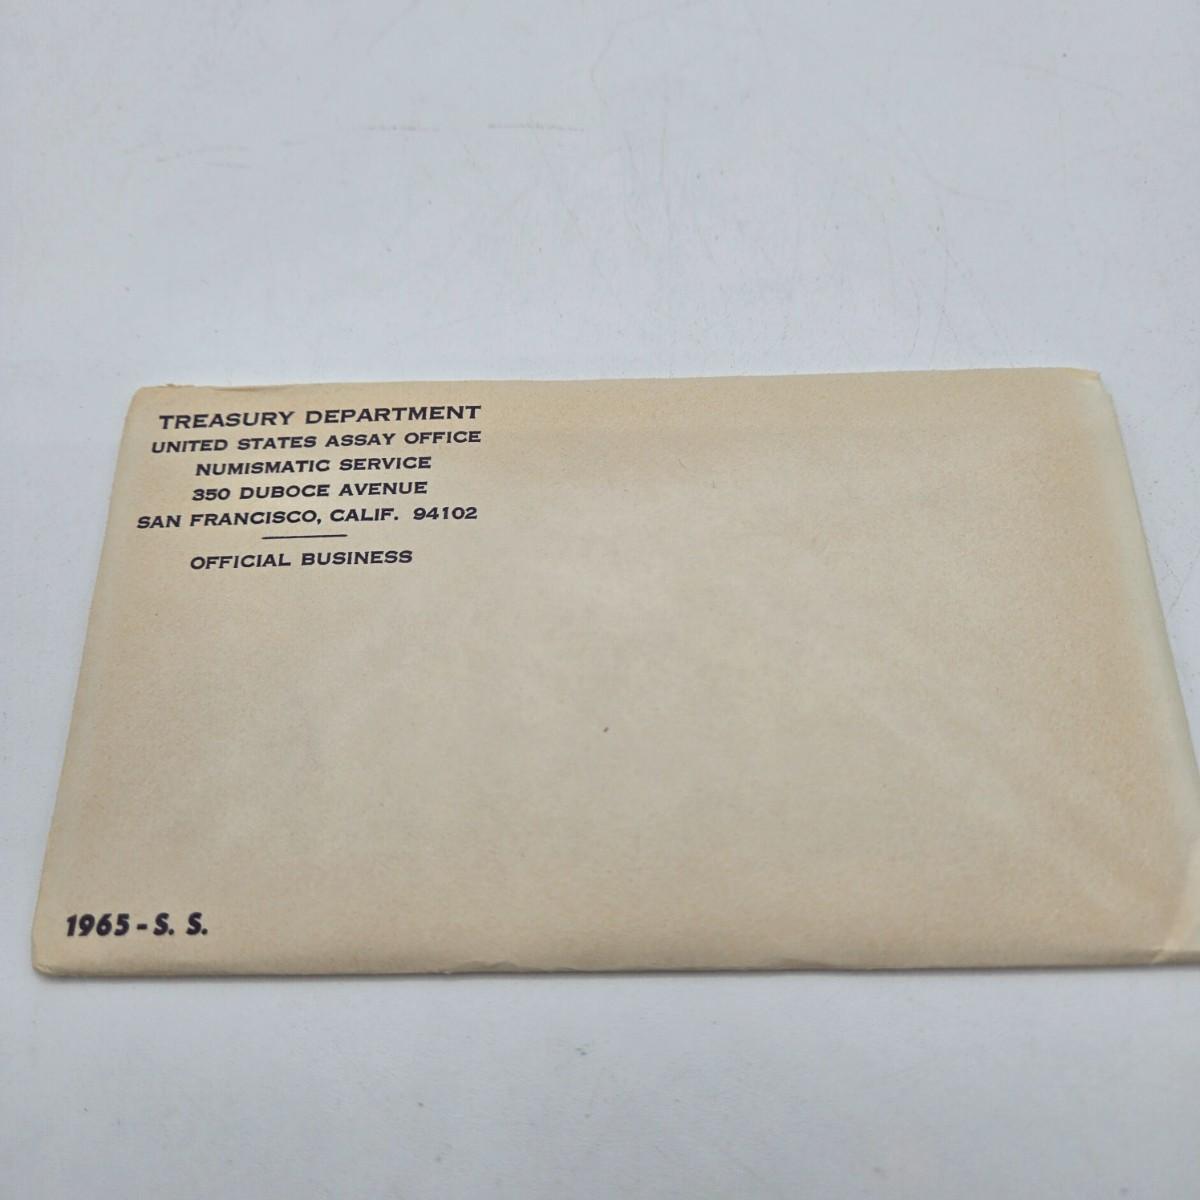 TREASURY DEPARTMENT
UNITED STATES ASSAY OFFICE
NUMISMATIC SERVICE
350 DUBOCE AVENUE
SAN FRANCISCO, CALIF. 94102
OFFICIAL BUSINESS
1965 - S. S.